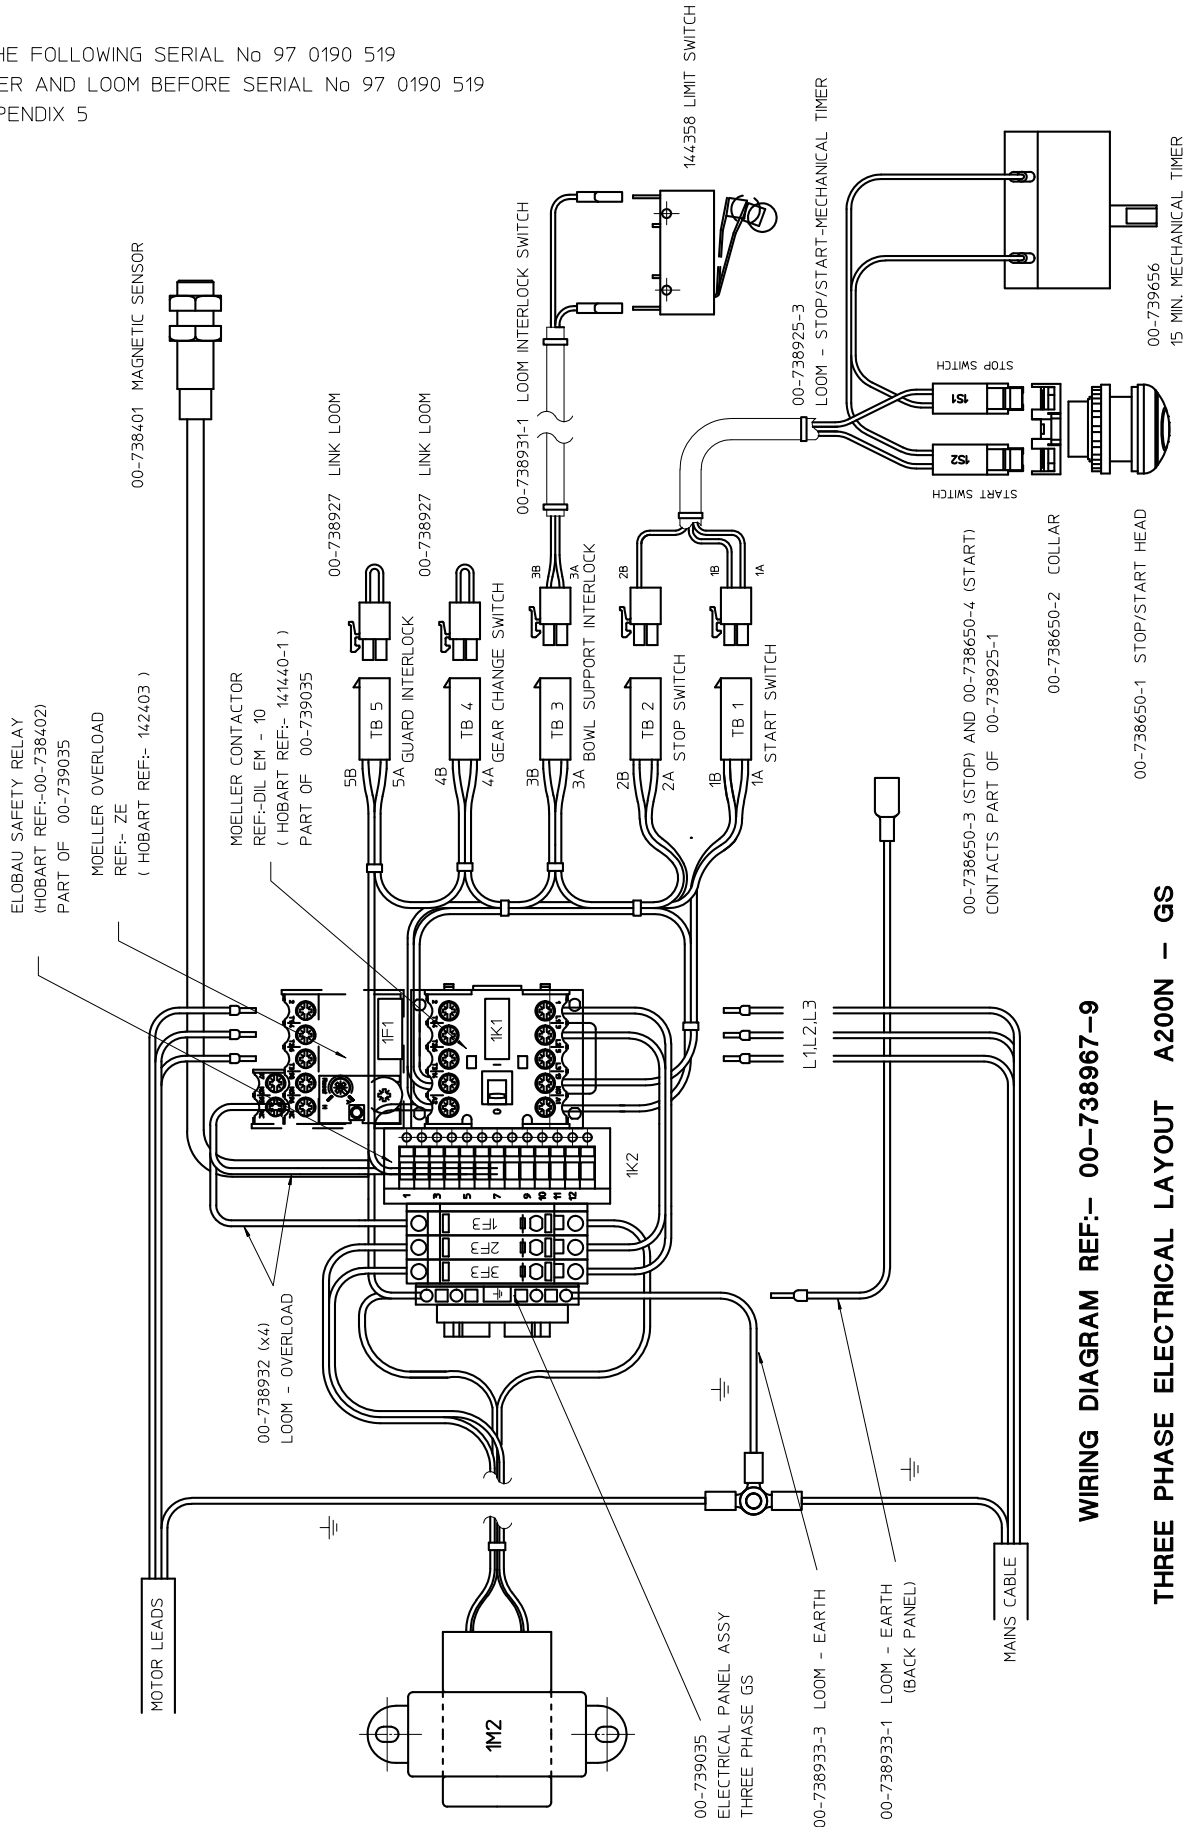 HE FOLLOWING SERIAL No 97 0190 519
ER AND LOOM BEFORE SERIAL No 97 0190 519
PENDIX 5
ELOBAU SAFETY RELAY
(HOBART REF:-00-738402)
PART OF 00-739035
MOELLER OVERLOAD
REF:- ZE
( HOBART REF:- 142403 )
00-738401 MAGNETIC SENSOR
MOELLER CONTACTOR
REF:-DIL EM - 10
( HOBART REF:- 141440-1 )
PART OF 00-739035
00-738927 LINK LOOM
00-738927 LINK LOOM
00-738931-1 LOOM INTERLOCK SWITCH
144358 LIMIT SWITCH
00-738925-3
LOOM - STOP/START-MECHANICAL TIMER
00-739656
15 MIN. MECHANICAL TIMER
TB 5
5B
5A
GUARD INTERLOCK
TB 4
4B
4A
GEAR CHANGE SWITCH
TB 3
3B
3A
3B
3A
BOWL SUPPORT INTERLOCK
TB 2
2B
2A
2B
STOP SWITCH
TB 1
1B
1A
1B
1A
START SWITCH
1S1
STOP SWITCH
1S2
START SWITCH
00-738650-3 (STOP) AND 00-738650-4 (START)
CONTACTS PART OF 00-738925-1
00-738650-2 COLLAR
00-738650-1 STOP/START HEAD
1F1
1K1
1K2
1
3
5
7
9
10
11
12
1F3
2F3
3F3
L1,L2,L3
00-738932 (x4)
LOOM - OVERLOAD
MOTOR LEADS
1M2
MAINS CABLE
00-739035
ELECTRICAL PANEL ASSY
THREE PHASE GS
00-738933-3 LOOM - EARTH
00-738933-1 LOOM - EARTH
(BACK PANEL)
WIRING DIAGRAM REF:- 00-738967-9
THREE PHASE ELECTRICAL LAYOUT A200N - GS